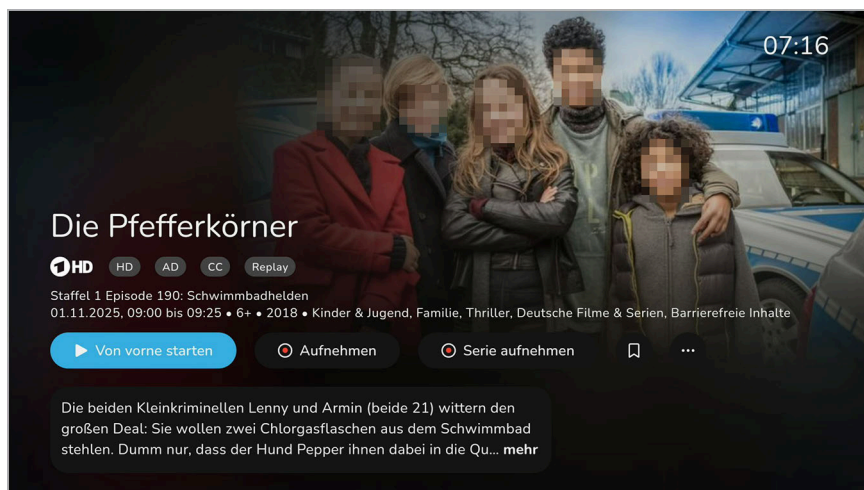 07:16
Die Pfefferkörner
HD HD AD CC Replay
Staffel 1 Episode 190: Schwimmbadhelden
01.11.2025, 09:00 bis 09:25 • 6+ • 2018 • Kinder & Jugend, Familie, Thriller, Deutsche Filme & Serien, Barrierefreie Inhalte
Von vorne starten Aufnehmen Serie aufnehmen
Die beiden Kleinkriminellen Lenny und Armin (beide 21) wittern den
großen Deal: Sie wollen zwei Chlorgasflaschen aus dem Schwimmbad
stehlen. Dumm nur, dass der Hund Pepper ihnen dabei in die Qu... mehr